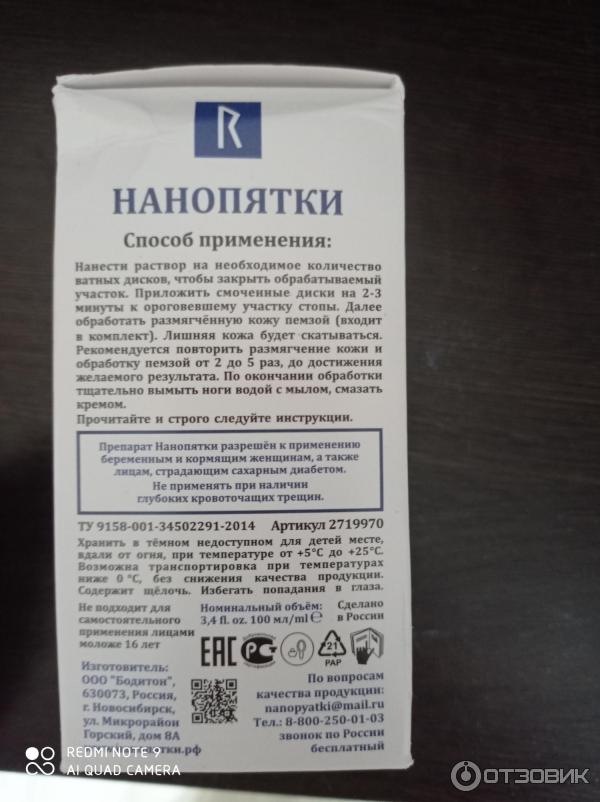 R
НАНОПЯТКИ
Способ применения:
Нанести раствор на необходимое количество
ватных дисков, чтобы закрыть обрабатываемый
участок. Приложить смоченные диски на 2-3
минуты к ороговевшему участку стопы. Далее
обработать размягчённую кожу пемзой (входит
в комплект). Лишняя кожа будет скатываться.
Рекомендуется повторить размягчение кожи и
обработку пемзой от 2 до 5 раз, до достижения
желаемого результата. По окончании обработки
тщательно вымыть ноги водой с мылом, смазать
кремом.
Прочитайте и строго следуйте инструкции.
Препарат Нанопятки разрешён к применению
беременным и кормящим женщинам, а также
лицам, страдающим сахарным диабетом.
Не применять при наличии
глубоких кровоточащих трещин.
ТУ 9158-001-34502291-2014 Артикул 2719970
Хранить в тёмном недоступном для детей месте,
вдали от огня, при температуре от +5°С до +25°С.
Возможна транспортировка при температурах
ниже 0 °С, без снижения качества продукции.
Содержит щёлочь. Избегать попадания в глаза.
Не подходит для
самостоятельного
применения лицами
моложе 16 лет
Номинальный объём:
3,4 fl. oz. 100 мл/ml ℮
Сделано
в России
ЕАС
РСТ
21
PAP
Изготовитель:
ООО "Бодитон",
630073, Россия,
г. Новосибирск,
ул. Микрорайон
Горский, дом 8А
тки.рф
По вопросам
качества продукции:
nanopyatki@mail.ru
Тел.: 8-800-250-01-03
звонок по России
бесплатный
REDMI NOTE 9
AI QUAD CAMERA
ОТЗОВИК